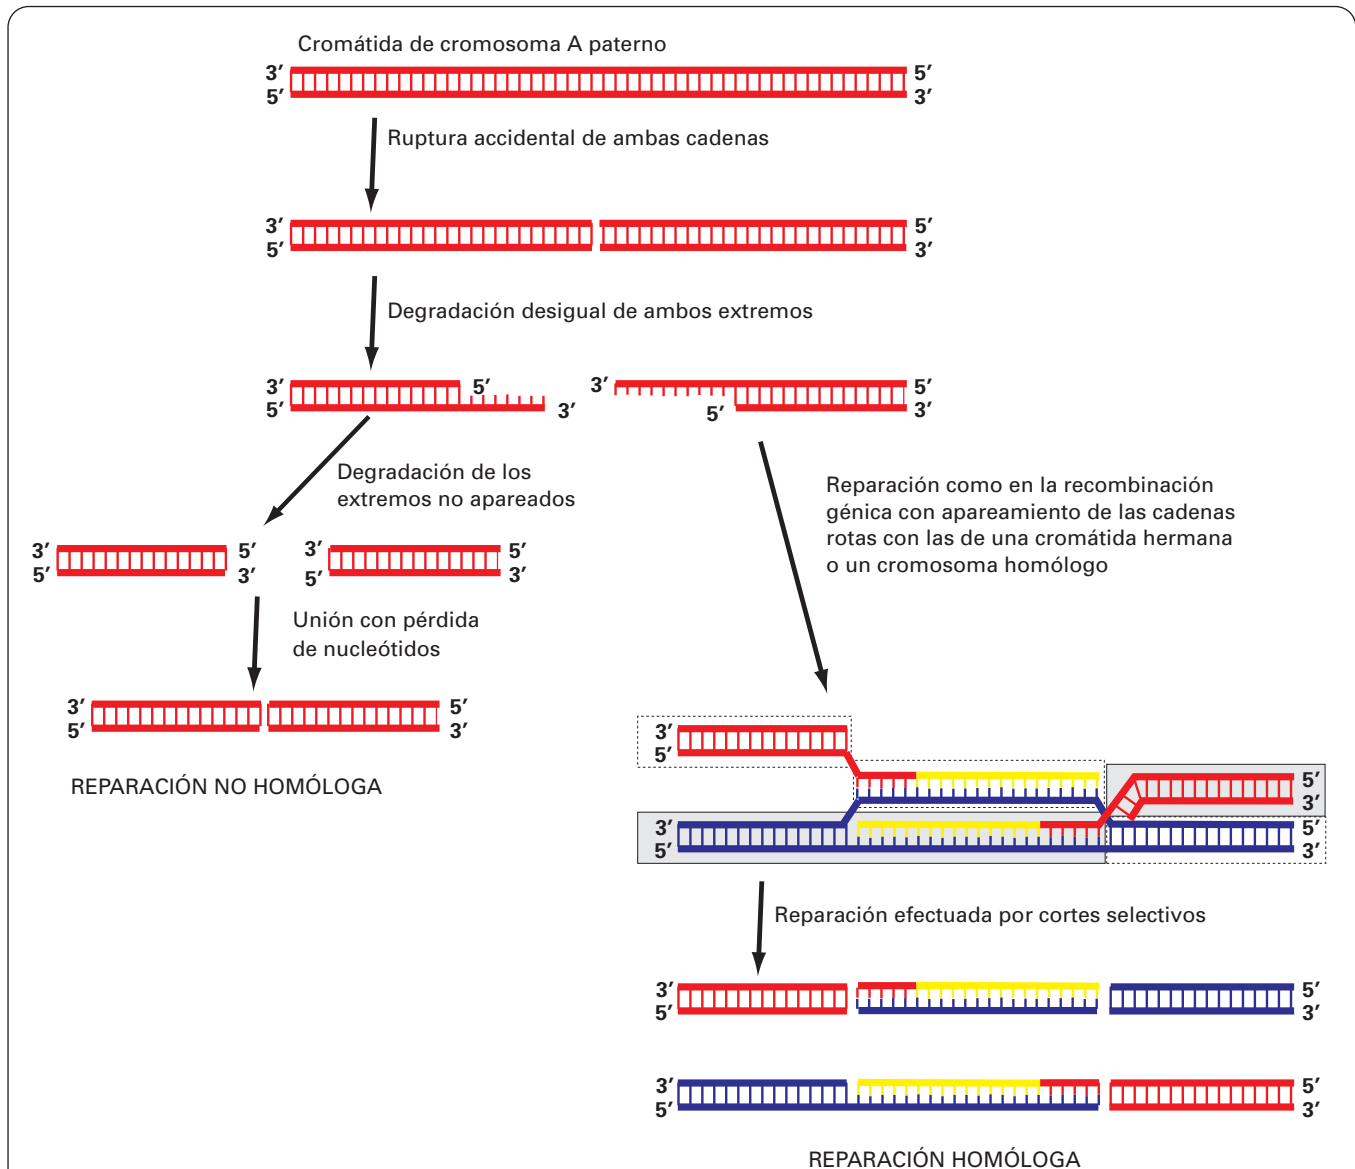 Cromátida de cromosoma A paterno
3′ 5′
5′ 3′
Ruptura accidental de ambas cadenas
3′ 5′
5′ 3′
Degradación desigual de ambos extremos
3′ 5′ 3′ 5′
5′ 3′ 5′ 3′
Degradación de los
extremos no apareados
Reparación como en la recombinación
génica con apareamiento de las cadenas
rotas con las de una cromátida hermana
o un cromosoma homólogo
3′ 5′ 3′ 5′
5′ 3′ 5′ 3′
Unión con pérdida
de nucleótidos
3′ 5′
5′ 3′
REPARACIÓN NO HOMÓLOGA
3′
5′
5′
3′
3′ 5′
5′ 3′
Reparación efectuada por cortes selectivos
3′ 5′
5′ 3′
3′ 5′
5′ 3′
REPARACIÓN HOMÓLOGA